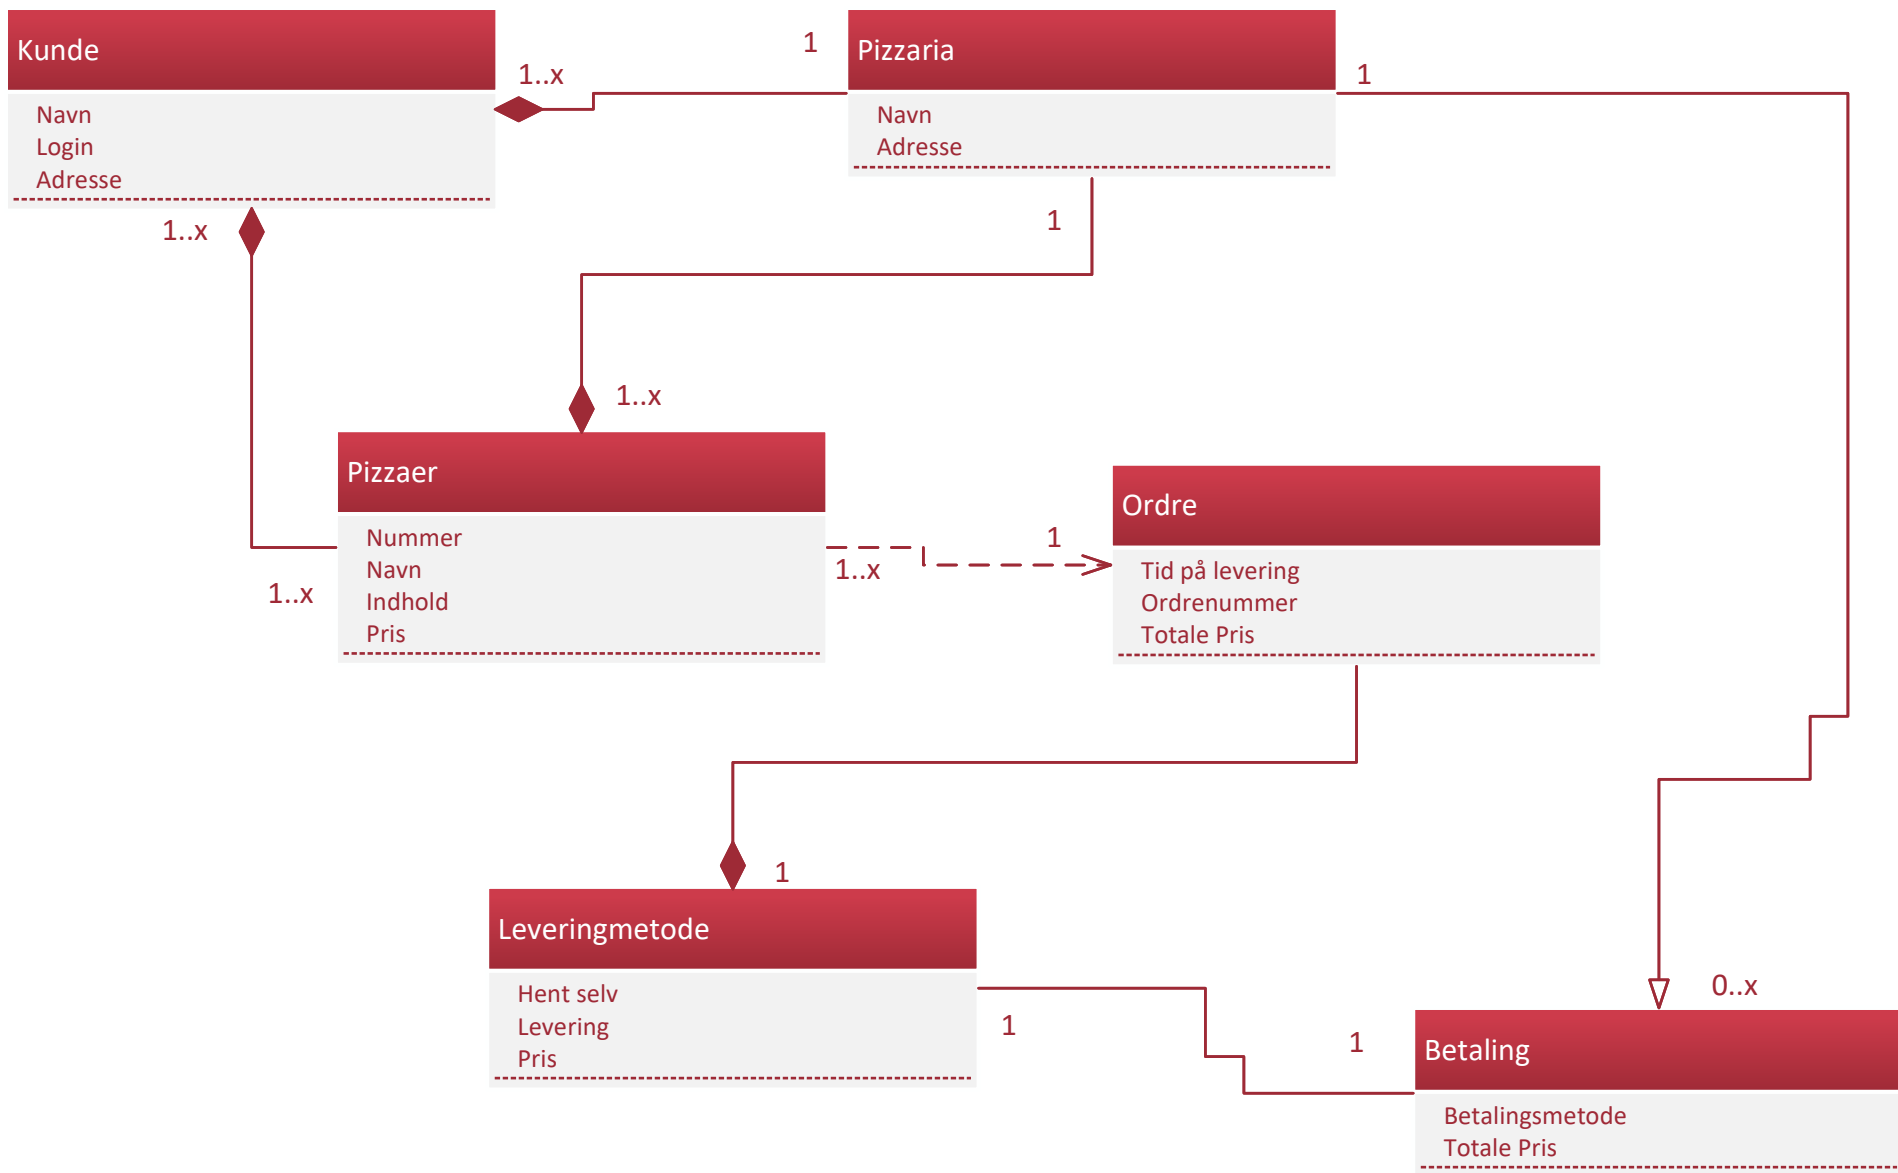 Kunde
1..x
1
Pizzaria
1
Navn
Login
Adresse
Navn
Adresse
1..x
1
1..x
Pizzaer
Nummer
Navn
Indhold
Pris
1..x
1..x
1
Ordre
Tid på levering
Ordrenummer
Totale Pris
1
Leveringmetode
Hent selv
Levering
Pris
1
1
0..x
Betaling
Betalingsmetode
Totale Pris